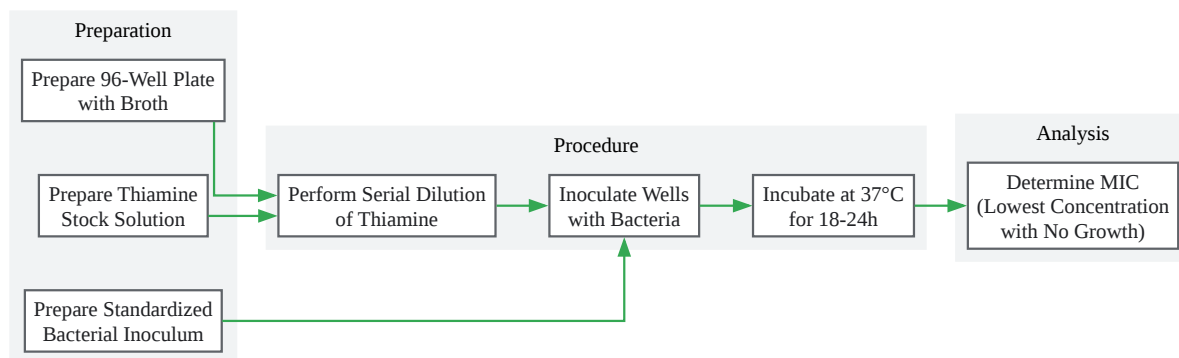 Preparation
Prepare 96-Well Plate
with Broth
Prepare Thiamine
Stock Solution
Prepare Standardized
Bacterial Inoculum
Procedure
Perform Serial Dilution
of Thiamine
Inoculate Wells
with Bacteria
Incubate at 37°C
for 18-24h
Analysis
Determine MIC
(Lowest Concentration
with No Growth)